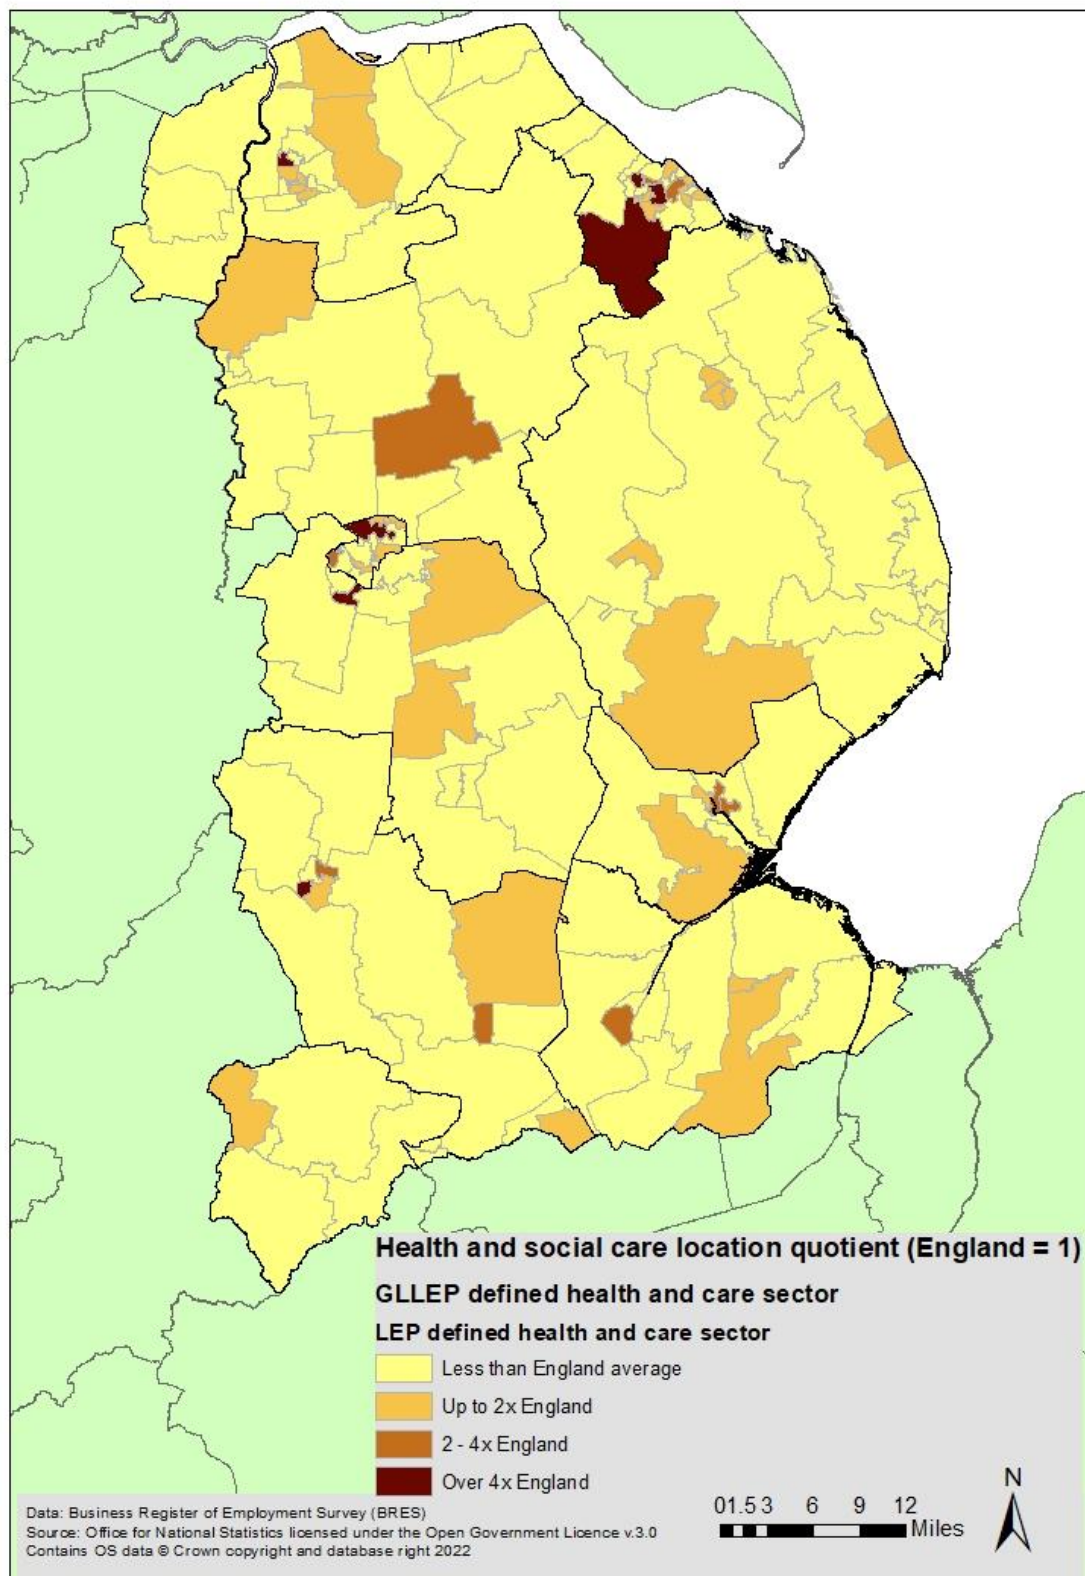 Health and social care location quotient (England = 1)
GLLEP defined health and care sector
LEP defined health and care sector
Less than England average
Up to 2x England
2 - 4x England
Over 4x England
Data: Business Register of Employment Survey (BRES)
Source: Office for National Statistics licensed under the Open Government Licence v.3.0
Contains OS data © Crown copyright and database right 2022
0 1.5 3 6 9 12
Miles
N